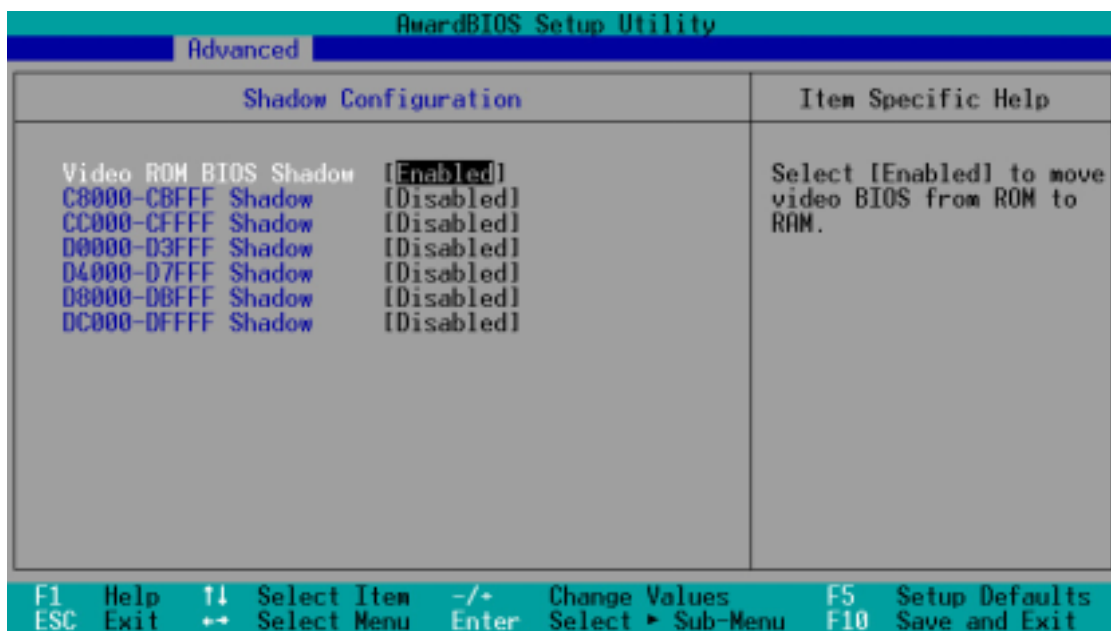 AwardBIOS Setup Utility
Advanced
Shadow Configuration
Item Specific Help
Video ROM BIOS Shadow [Enabled]
C8000-CBFFF Shadow [Disabled]
CC000-CFFFF Shadow [Disabled]
D0000-D3FFF Shadow [Disabled]
D4000-D7FFF Shadow [Disabled]
D8000-DBFFF Shadow [Disabled]
DC000-DFFFF Shadow [Disabled]
Select [Enabled] to move
video BIOS from ROM to
RAM.
F1 Help ↑↓ Select Item -/+ Change Values F5 Setup Defaults
ESC Exit ←→ Select Menu Enter Select ► Sub-Menu F10 Save and Exit